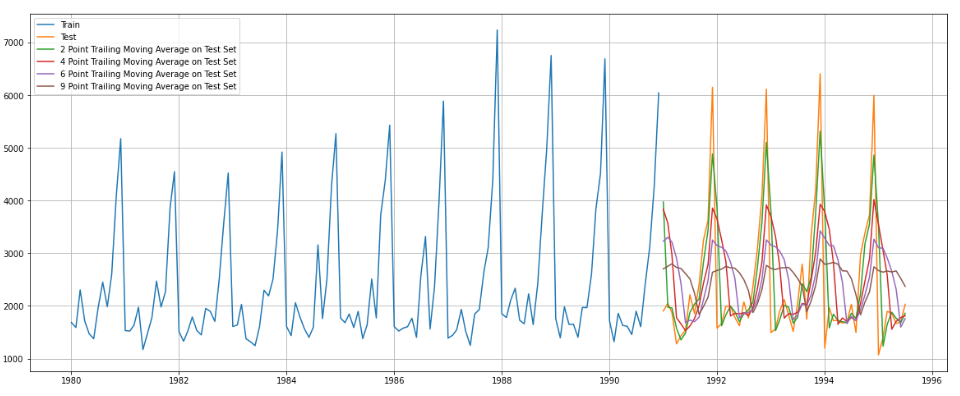 Train
Test
2 Point Trailing Moving Average on Test Set
4 Point Trailing Moving Average on Test Set
6 Point Trailing Moving Average on Test Set
9 Point Trailing Moving Average on Test Set
7000
6000
5000
4000
3000
2000
1000
1980 1982 1984 1986 1988 1990 1992 1994 1996